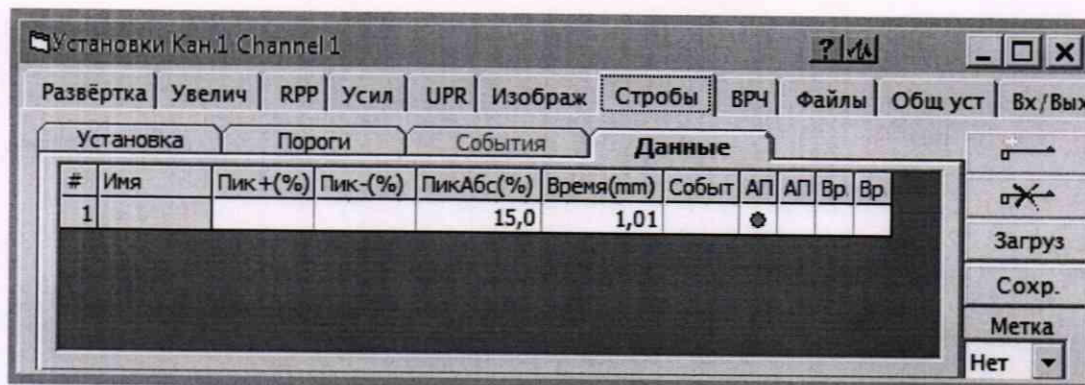 Установки Кан.1 Channel 1 ?
Развёртка Увелич RPP Усил UPR Изображ Стробы ВРЧ Файлы Общ уст Вх/Вых
Установка Пороги События Данные
# Имя Пик+(%) Пик-(%) ПикАбс(%) Время(mm) Событ АП АП Вр Вр
1 15,0 1,01
Загруз
Сохр.
Метка
Нет